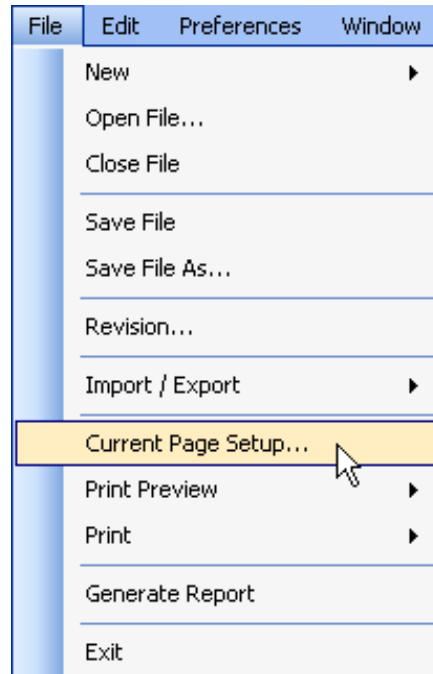 File Edit Preferences Window
New
Open File...
Close File
Save File
Save File As...
Revision...
Import / Export
Current Page Setup...
Print Preview
Print
Generate Report
Exit